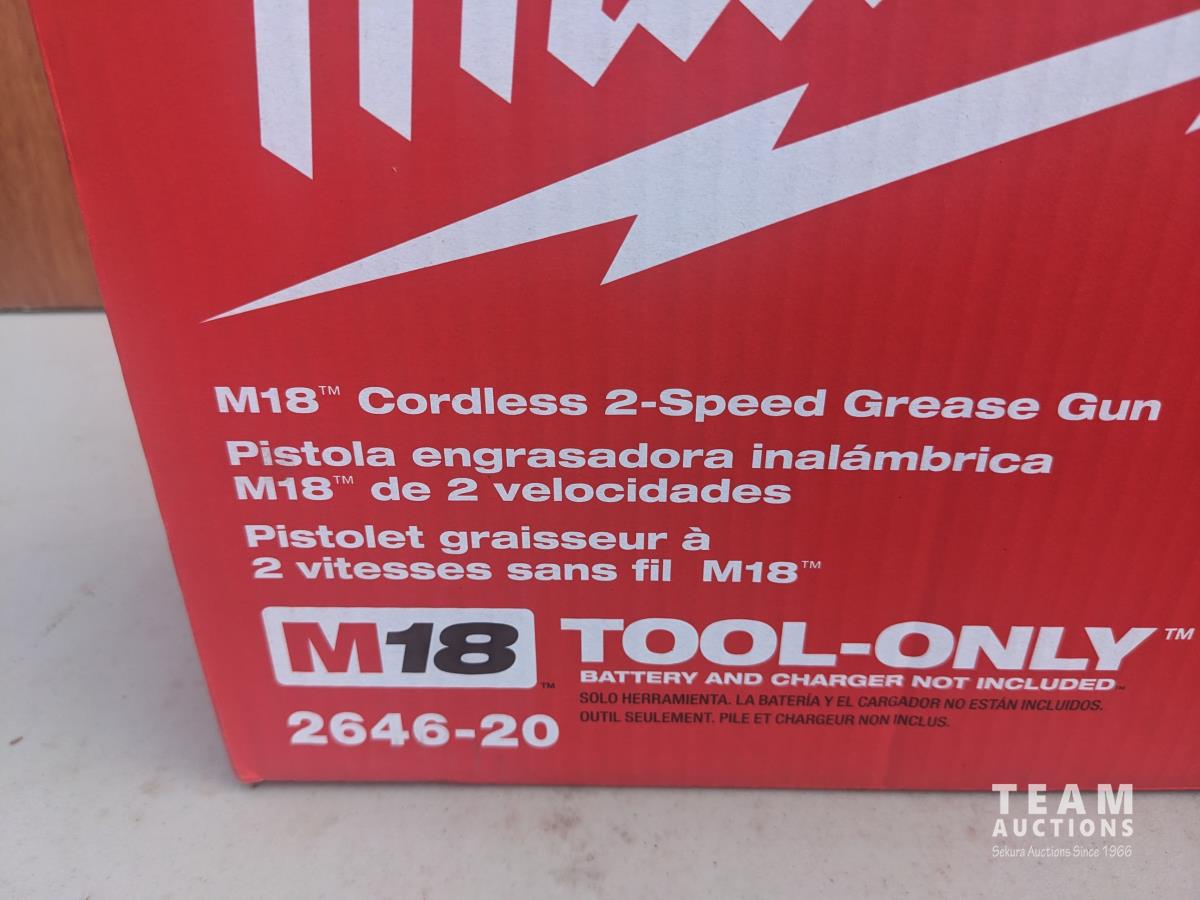 M18™ Cordless 2-Speed Grease Gun
Pistola engrasadora inalámbrica
M18™ de 2 velocidades
Pistolet graisseur à
2 vitesses sans fil M18™
M18™
TOOL-ONLY™
BATTERY AND CHARGER NOT INCLUDED™
SOLO HERRAMIENTA. LA BATERÍA Y EL CARGADOR NO ESTÁN INCLUIDOS.
OUTIL SEULEMENT. PILE ET CHARGEUR NON INCLUS.
2646-20
TEAM
AUCTIONS
Sekura Auctions Since 1966